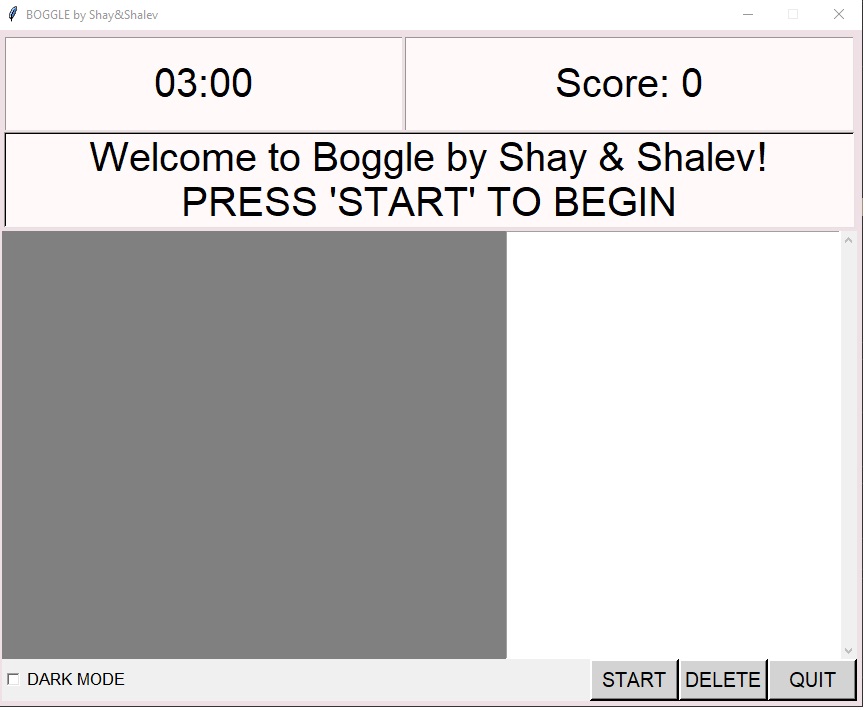 BOGGLE by Shay&Shalev
03:00
Score: 0
Welcome to Boggle by Shay & Shalev!
PRESS 'START' TO BEGIN
DARK MODE
START
DELETE
QUIT